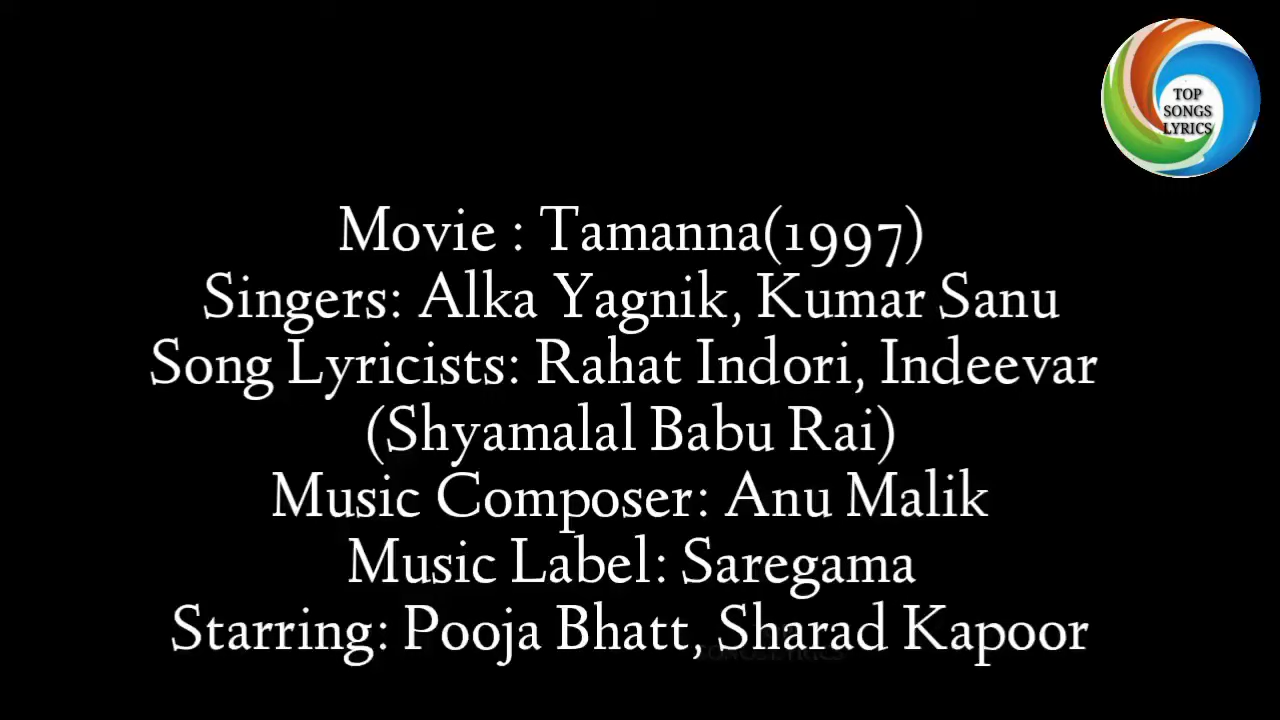 TOP
SONGS
LYRICS
Movie : Tamanna(1997)
Singers: Alka Yagnik, Kumar Sanu
Song Lyricists: Rahat Indori, Indeevar
(Shyamalal Babu Rai)
Music Composer: Anu Malik
Music Label: Saregama
Starring: Pooja Bhatt, Sharad Kapoor